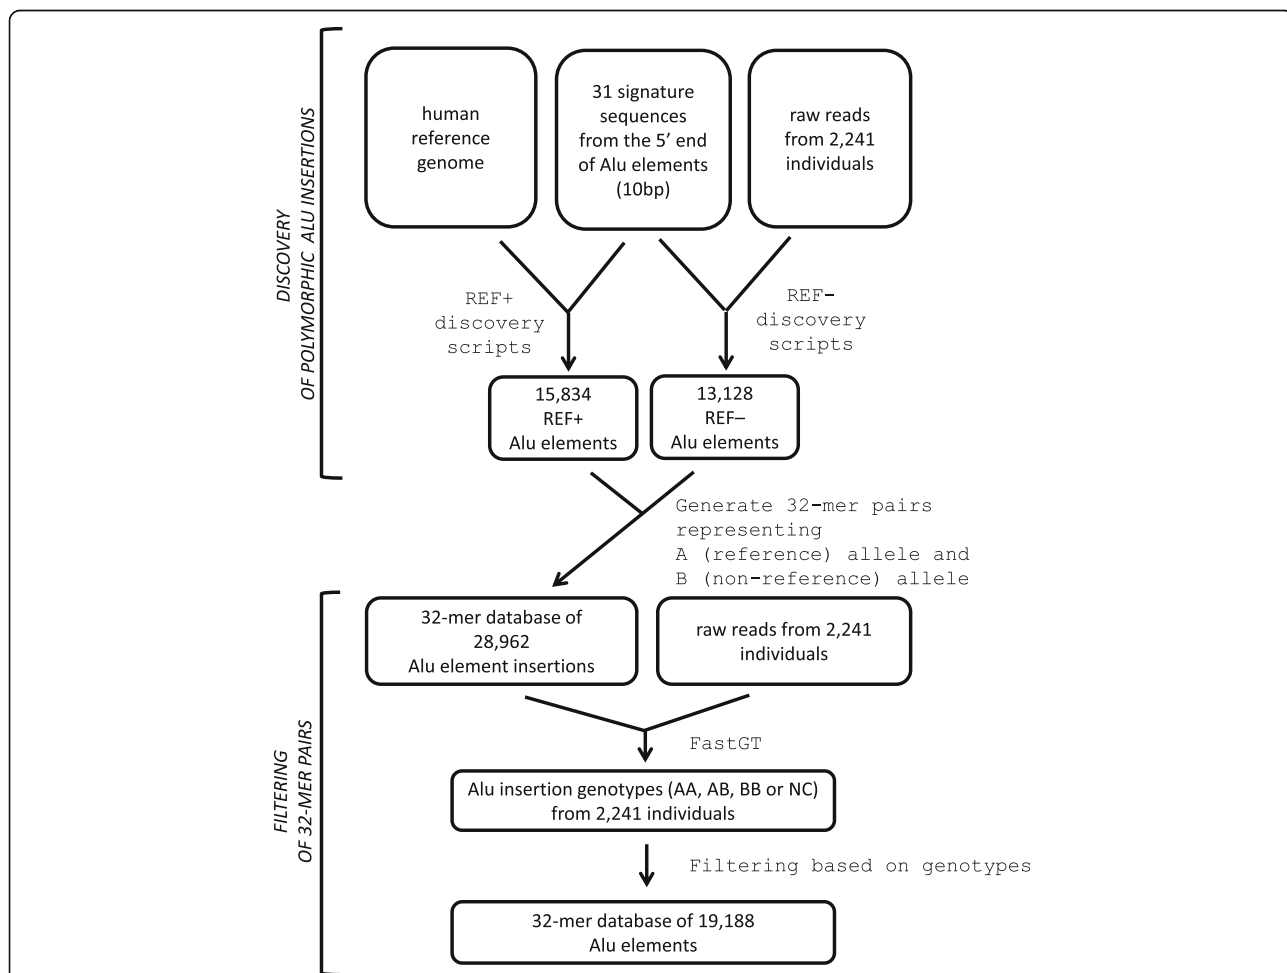 DISCOVERY
OF POLYMORPHIC ALU INSERTIONS
human
reference
genome
31 signature
sequences
from the 5’ end
of Alu elements
(10bp)
raw reads
from 2,241
individuals
REF+
discovery
scripts
REF-
discovery
scripts
15,834
REF+
Alu elements
13,128
REF–
Alu elements
Generate 32-mer pairs
representing
A (reference) allele and
B (non-reference) allele
FILTERING
OF 32-MER PAIRS
32-mer database of
28,962
Alu element insertions
raw reads from 2,241
individuals
FastGT
Alu insertion genotypes (AA, AB, BB or NC)
from 2,241 individuals
Filtering based on genotypes
32-mer database of 19,188
Alu elements